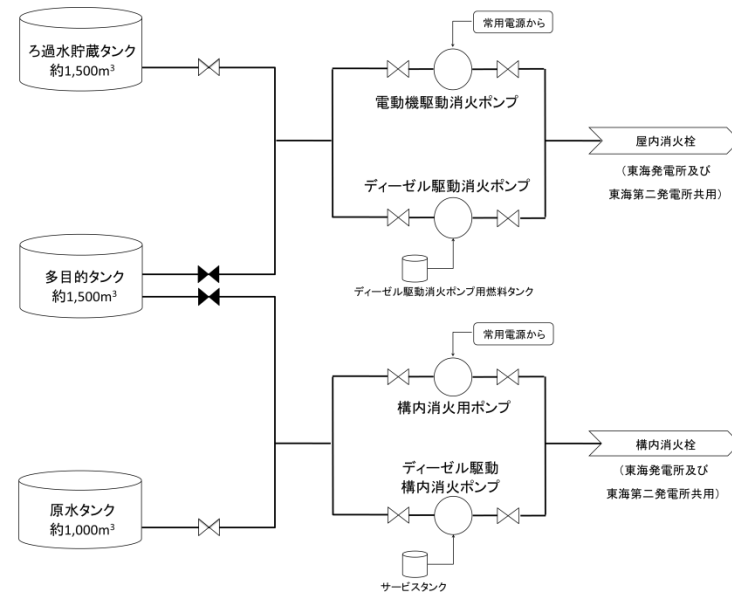 ろ過水貯蔵タンク
約1,500m³
常用電源から
電動機駆動消火ポンプ
屋内消火栓
（東海発電所及び
東海第二発電所共用）
ディーゼル駆動消火ポンプ
ディーゼル駆動消火ポンプ用燃料タンク
多目的タンク
約1,500m³
常用電源から
構内消火用ポンプ
構内消火栓
（東海発電所及び
東海第二発電所共用）
ディーゼル駆動
構内消火ポンプ
サービスタンク
原水タンク
約1,000m³